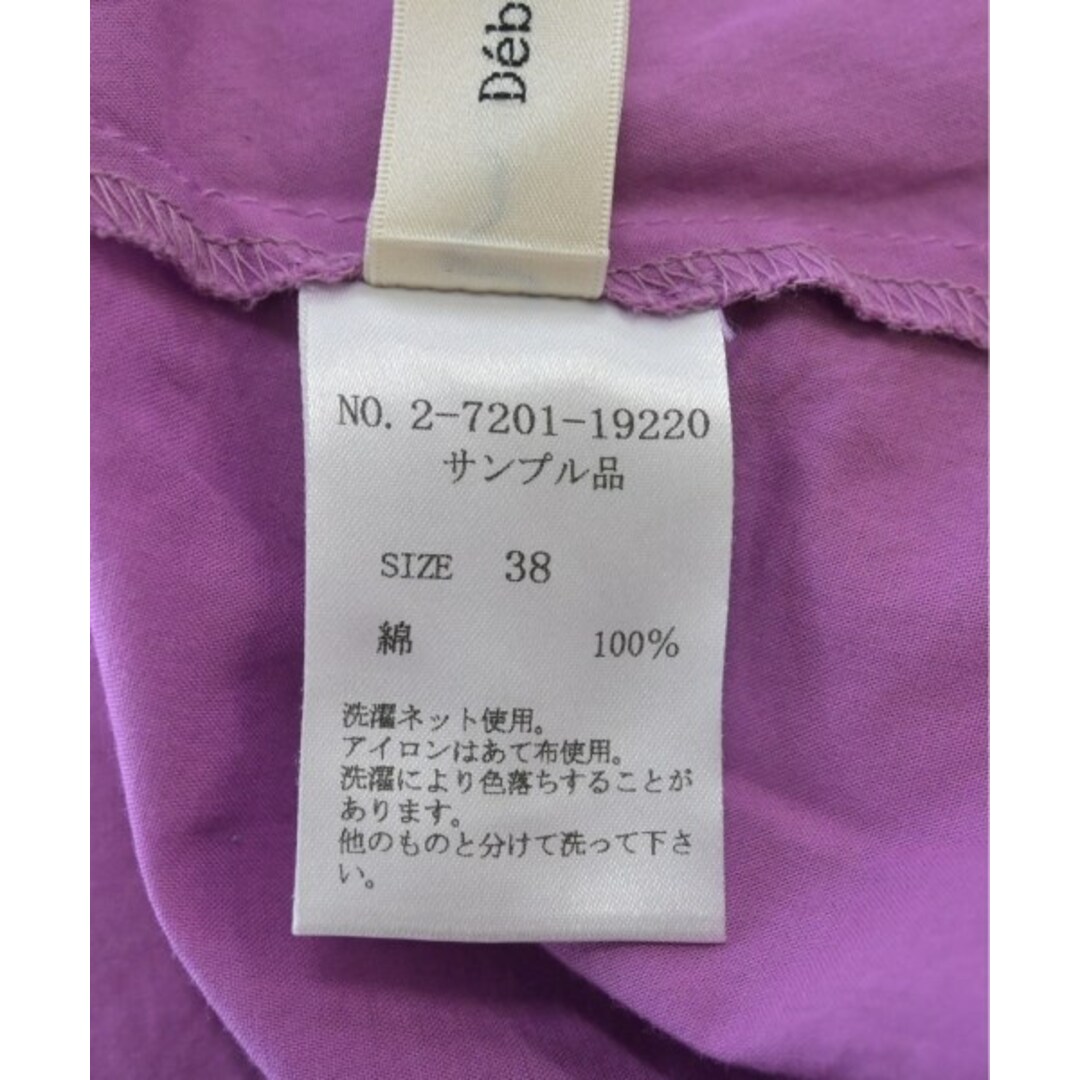 Déb
NO. 2-7201-19220
サンプル品
SIZE 38
綿 100%
洗濯ネット使用。
アイロンはあて布使用。
洗濯により色落ちすることが
あります。
他のものと分けて洗って下さ
い。